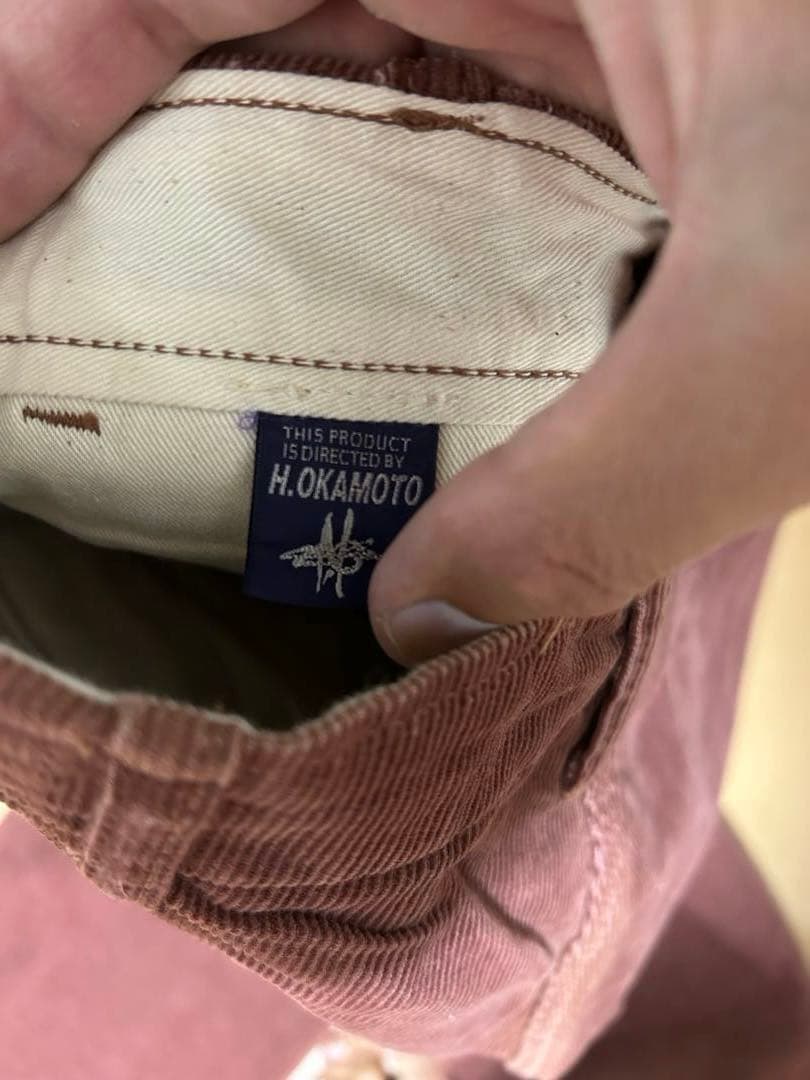 THIS PRODUCT
IS DIRECTED BY
H.OKAMOTO